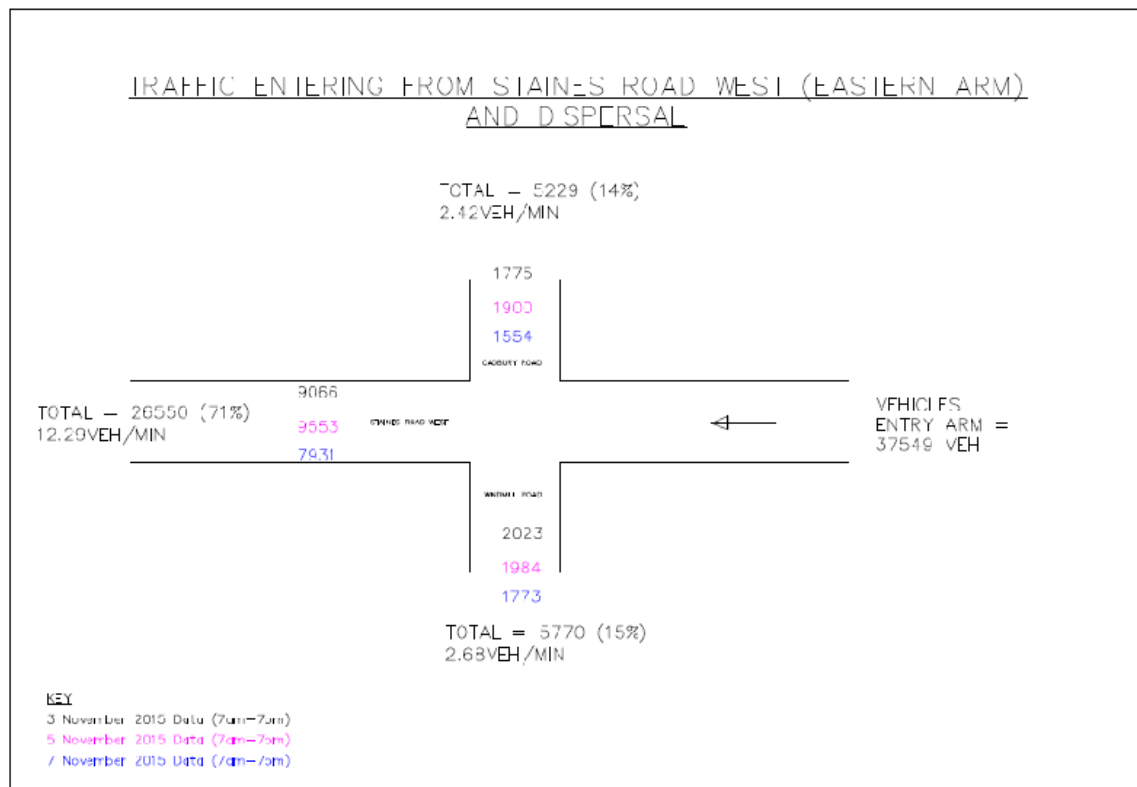 TRAFFIC ENTERING FROM STAINES ROAD WEST (EASTERN ARM)
AND DISPERSAL
TOTAL – 5229 (14%)
2.42VEH/MIN
1775
1900
1554
CADBURY ROAD
9066
TOTAL – 26550 (71%)
12.29VEH/MIN
9553
STAINES ROAD WEST
7931
VEHICLES
ENTRY ARM =
37549 VEH
WINDMILL ROAD
2023
1984
1773
TOTAL = 5770 (15%)
2.68VEH/MIN
KEY
3 November 2015 Data (7am–7pm)
5 November 2015 Data (7am–7pm)
7 November 2015 Data (7am–7pm)